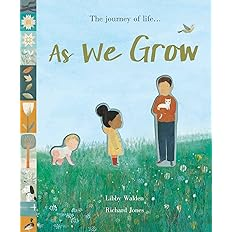 The journey of life...
As We Grow
Libby Walden
Richard Jones